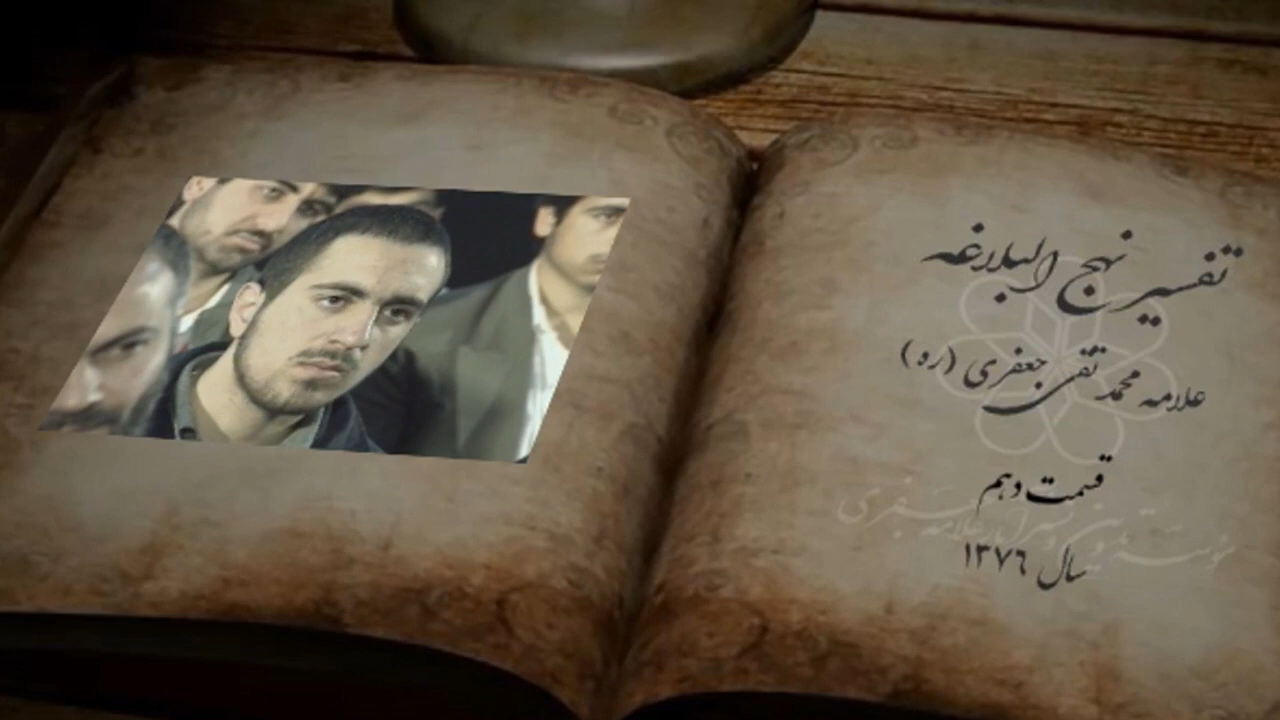 تفسیر نهج البلاغه
علامه محمد تقی جعفری (ره)
قسمت دهم
سال ۱۳۷۶